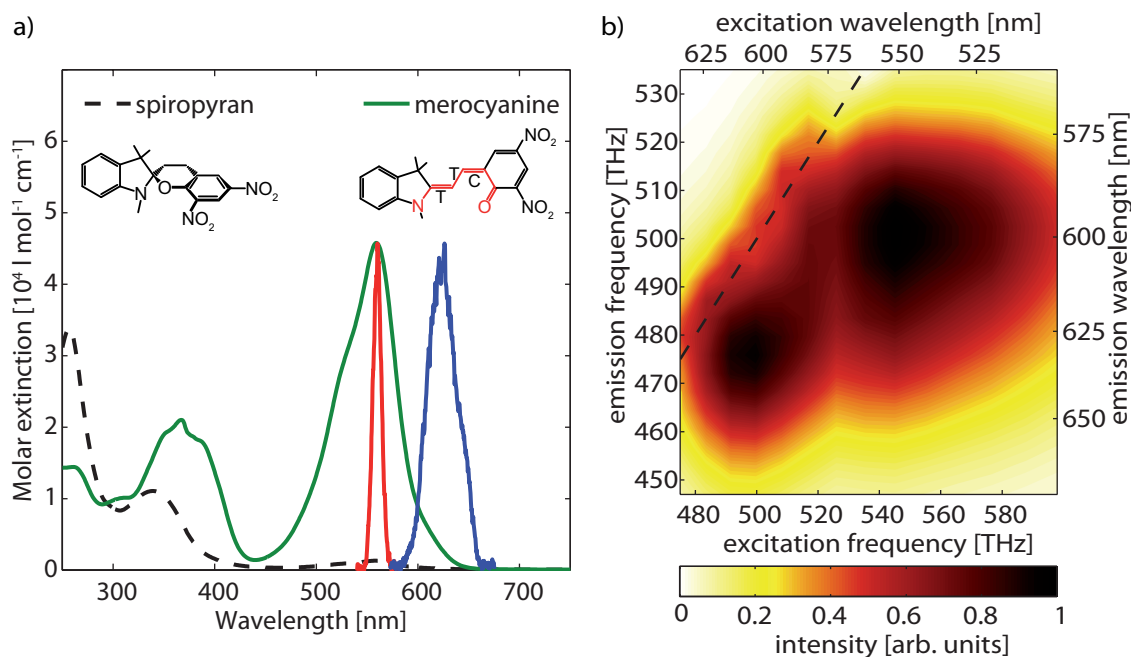 a)
spiropyran
merocyanine
N
O
NO2
NO2
N
T
T
C
O
NO2
NO2
Molar extinction [10⁴ l mol⁻¹ cm⁻¹]
6
5
4
3
2
1
0
300 400 500 600 700
Wavelength [nm]
b)
excitation wavelength [nm]
625 600 575 550 525
emission frequency [THz]
530
520
510
500
490
480
470
460
450
575
600
625
650
emission wavelength [nm]
480 500 520 540 560 580
excitation frequency [THz]
0 0.2 0.4 0.6 0.8 1
intensity [arb. units]